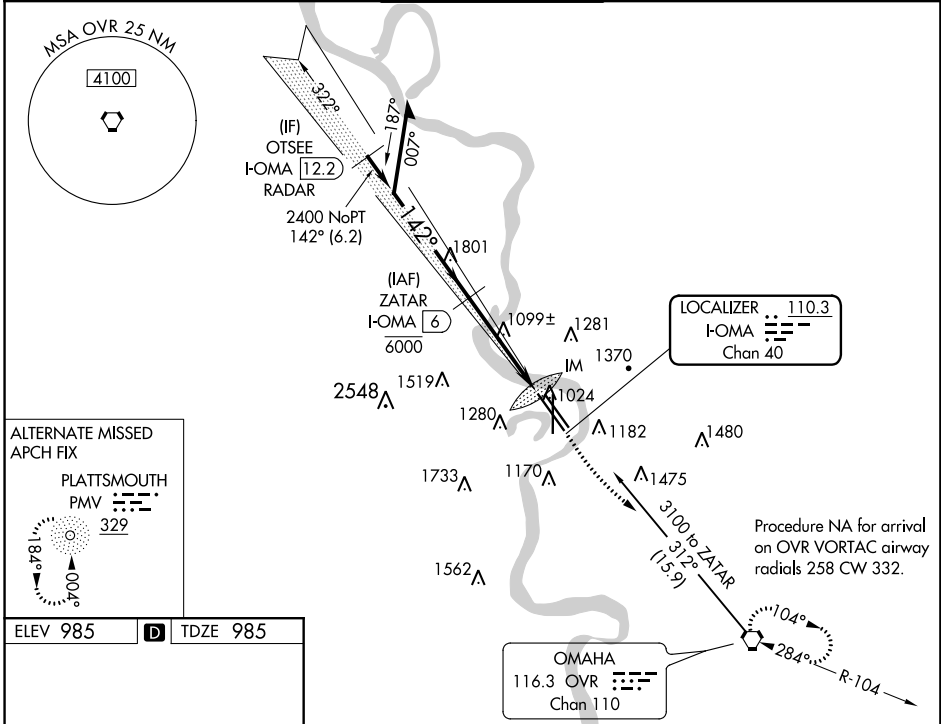 MSA OVR 25 NM
4100
322°
187°
007°
(IF)
OTSEE
I-OMA 12.2
RADAR
2400 NoPT
142° (6.2)
142°
1801
(IAF)
ZATAR
I-OMA 6
6000
1099±
1281
LOCALIZER 110.3
I-OMA
Chan 40
IM
1370
2548
1519
1024
1280
1182
1480
1733
1170
1475
ALTERNATE MISSED
APCH FIX
PLATTSMOUTH
PMV
329
184°
004°
3100 to ZATAR
312°
(15.9)
Procedure NA for arrival
on OVR VORTAC airway
radials 258 CW 332.
1562
ELEV 985 D TDZE 985
OMAHA
116.3 OVR
Chan 110
104°
284°
R-104